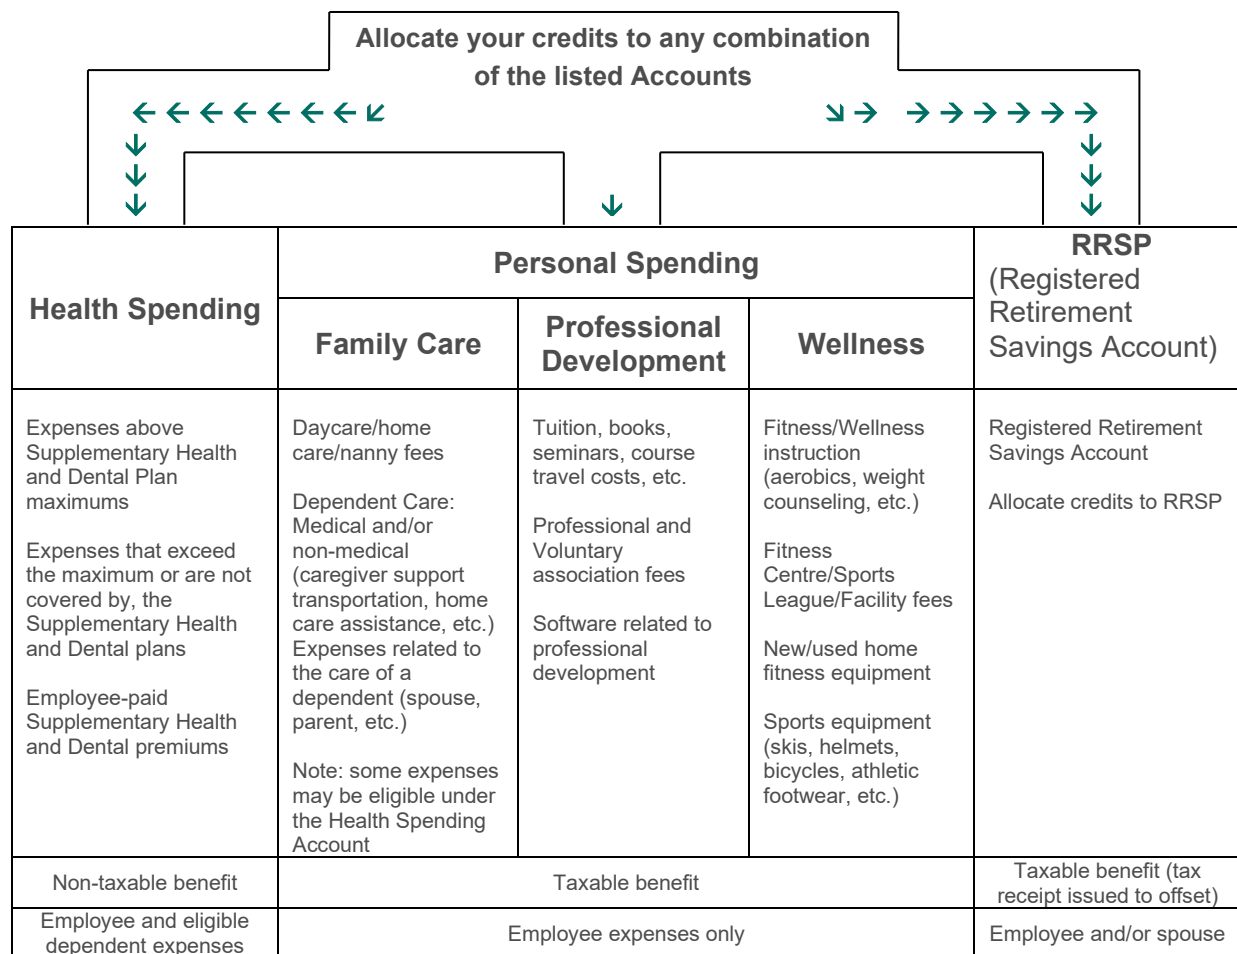 Allocate your credits to any combination
of the listed Accounts
Health Spending
Personal Spending
RRSP
(Registered
Retirement
Savings Account)
Family Care
Professional
Development
Wellness
Expenses above
Supplementary Health
and Dental Plan
maximums
Expenses that exceed
the maximum or are not
covered by, the
Supplementary Health
and Dental plans
Employee-paid
Supplementary Health
and Dental premiums
Daycare/home
care/nanny fees
Dependent Care:
Medical and/or
non-medical
(caregiver support
transportation, home
care assistance, etc.)
Expenses related to
the care of a
dependent (spouse,
parent, etc.)
Note: some expenses
may be eligible under
the Health Spending
Account
Tuition, books,
seminars, course
travel costs, etc.
Professional and
Voluntary
association fees
Software related to
professional
development
Fitness/Wellness
instruction
(aerobics, weight
counseling, etc.)
Fitness
Centre/Sports
League/Facility fees
New/used home
fitness equipment
Sports equipment
(skis, helmets,
bicycles, athletic
footwear, etc.)
Registered Retirement
Savings Account
Allocate credits to RRSP
Non-taxable benefit
Taxable benefit
Taxable benefit (tax
receipt issued to offset)
Employee and eligible
dependent expenses
Employee expenses only
Employee and/or spouse